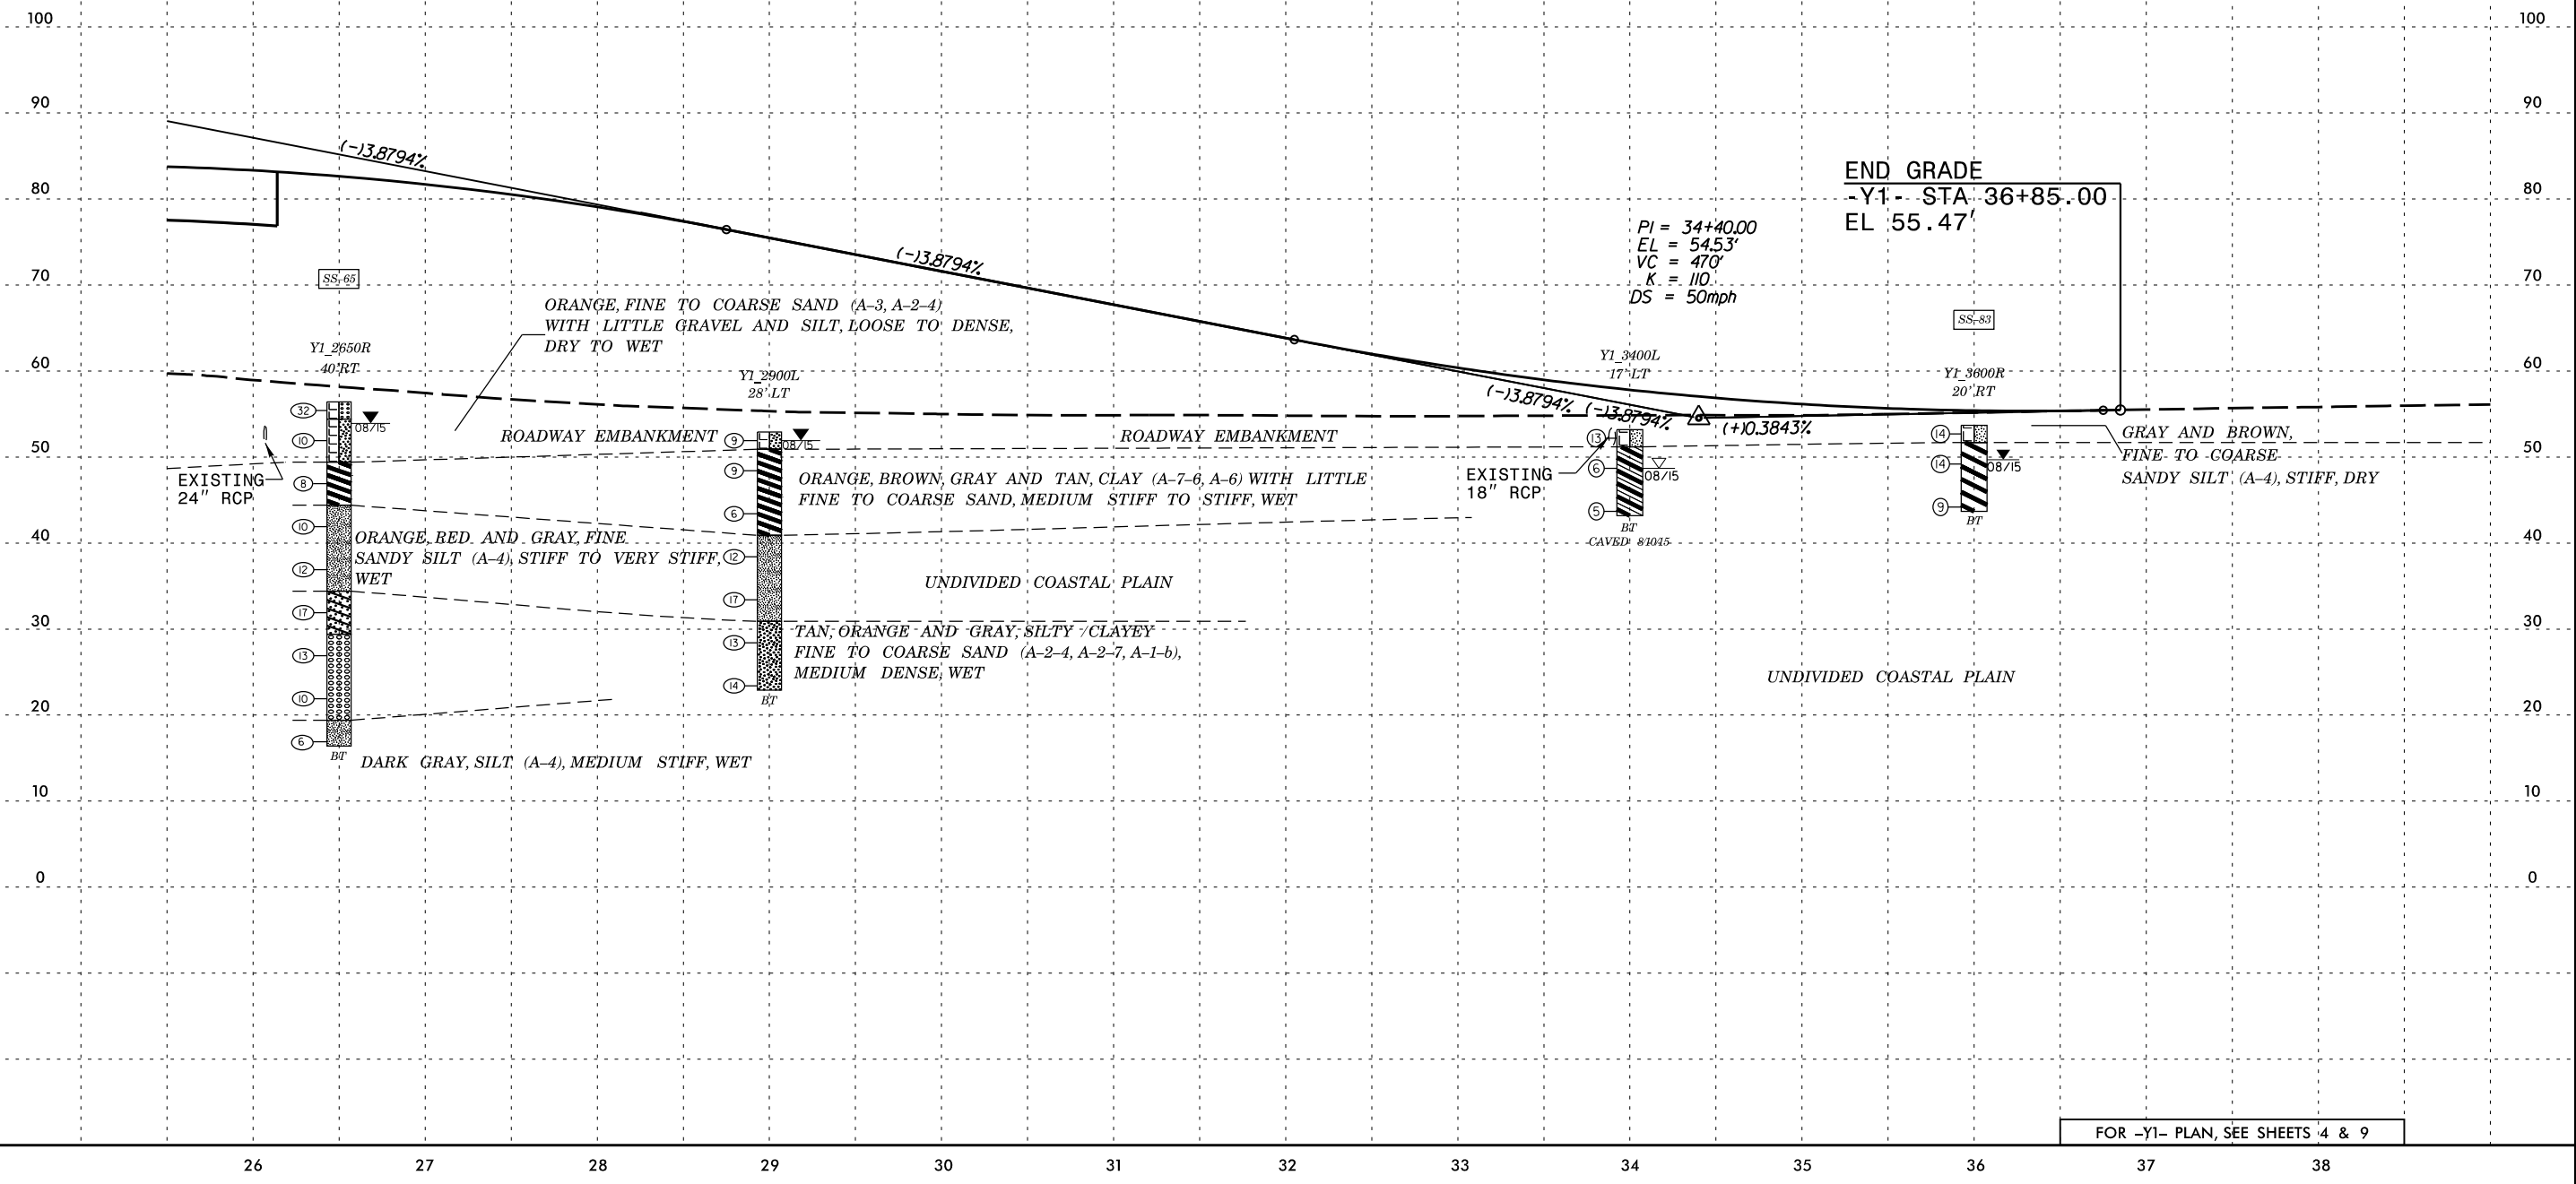 100
100
90
90
80
80
70
70
60
60
50
50
40
40
30
30
20
20
10
10
0
0
(-)3.8794%
(-)3.8794%
(-)3.8794%
(-)3.8794%
(+)0.3843%
END GRADE
-Y1- STA 36+85.00
EL 55.47'
PI = 34+40.00
EL = 54.53'
VC = 470'
K = 110
DS = 50mph
SS-65
Y1_2650R
40' RT
ORANGE, FINE TO COARSE SAND (A-3, A-2-4)
WITH LITTLE GRAVEL AND SILT, LOOSE TO DENSE,
DRY TO WET
Y1_2900L
28' LT
Y1_3400L
17' LT
SS-83
Y1_3600R
20' RT
32
10
8
10
12
17
13
10
6
08/15
BT
EXISTING
24" RCP
ROADWAY EMBANKMENT
9
9
6
12
17
13
14
08/15
BT
ROADWAY EMBANKMENT
ORANGE, BROWN, GRAY AND TAN, CLAY (A-7-6, A-6) WITH LITTLE
FINE TO COARSE SAND, MEDIUM STIFF TO STIFF, WET
ORANGE, RED AND GRAY, FINE
SANDY SILT (A-4), STIFF TO VERY STIFF,
WET
UNDIVIDED COASTAL PLAIN
TAN, ORANGE AND GRAY, SILTY /CLAYEY
FINE TO COARSE SAND (A-2-4, A-2-7, A-1-b),
MEDIUM DENSE, WET
DARK GRAY, SILT (A-4), MEDIUM STIFF, WET
EXISTING
18" RCP
13
6
5
08/15
BT
CAVED 8/10/15
14
14
9
08/15
BT
GRAY AND BROWN,
FINE TO COARSE
SANDY SILT (A-4), STIFF, DRY
UNDIVIDED COASTAL PLAIN
FOR -Y1- PLAN, SEE SHEETS 4 & 9
26 27 28 29 30 31 32 33 34 35 36 37 38